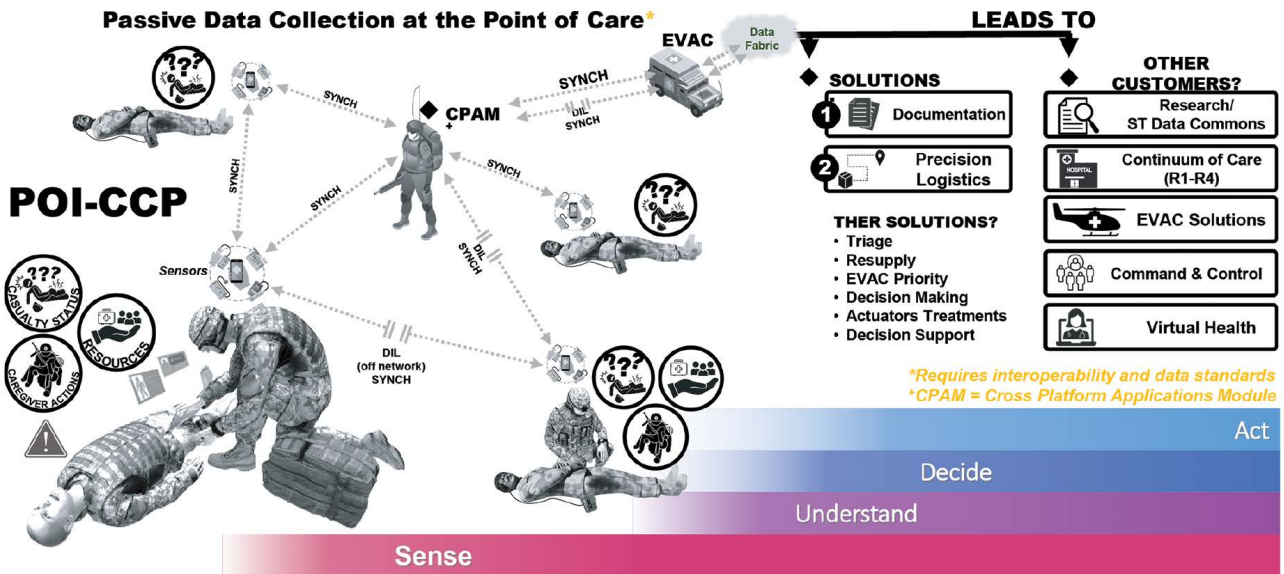 Passive Data Collection at the Point of Care*
LEADS TO
EVAC
Data
Fabric
SYNCH
DIL
SYNCH
SYNCH
???
CPAM
+
SYNCH
SYNCH
SYNCH
DIL
SYNCH
???
POI-CCP
Sensors
???
CASUALTY STATUS
RESOURCES
CAREGIVER ACTIONS
DIL
(off network)
SYNCH
???
SOLUTIONS
1
Documentation
2
Precision
Logistics
THER SOLUTIONS?
• Triage
• Resupply
• EVAC Priority
• Decision Making
• Actuators Treatments
• Decision Support
OTHER
CUSTOMERS?
Research/
ST Data Commons
HOSPITAL
Continuum of Care
(R1-R4)
EVAC Solutions
Command & Control
Virtual Health
*Requires interoperability and data standards
+CPAM = Cross Platform Applications Module
Act
Decide
Understand
Sense